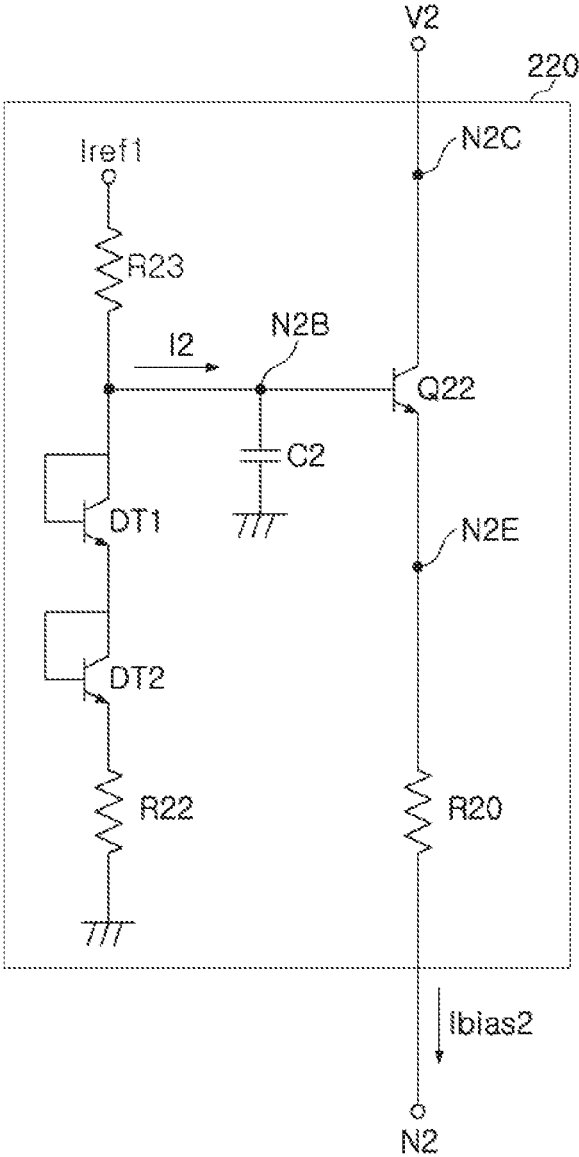 V2
220
N2C
Iref1
R23
N2B
I2
Q22
C2
DT1
N2E
DT2
R22
R20
Ibias2
N2